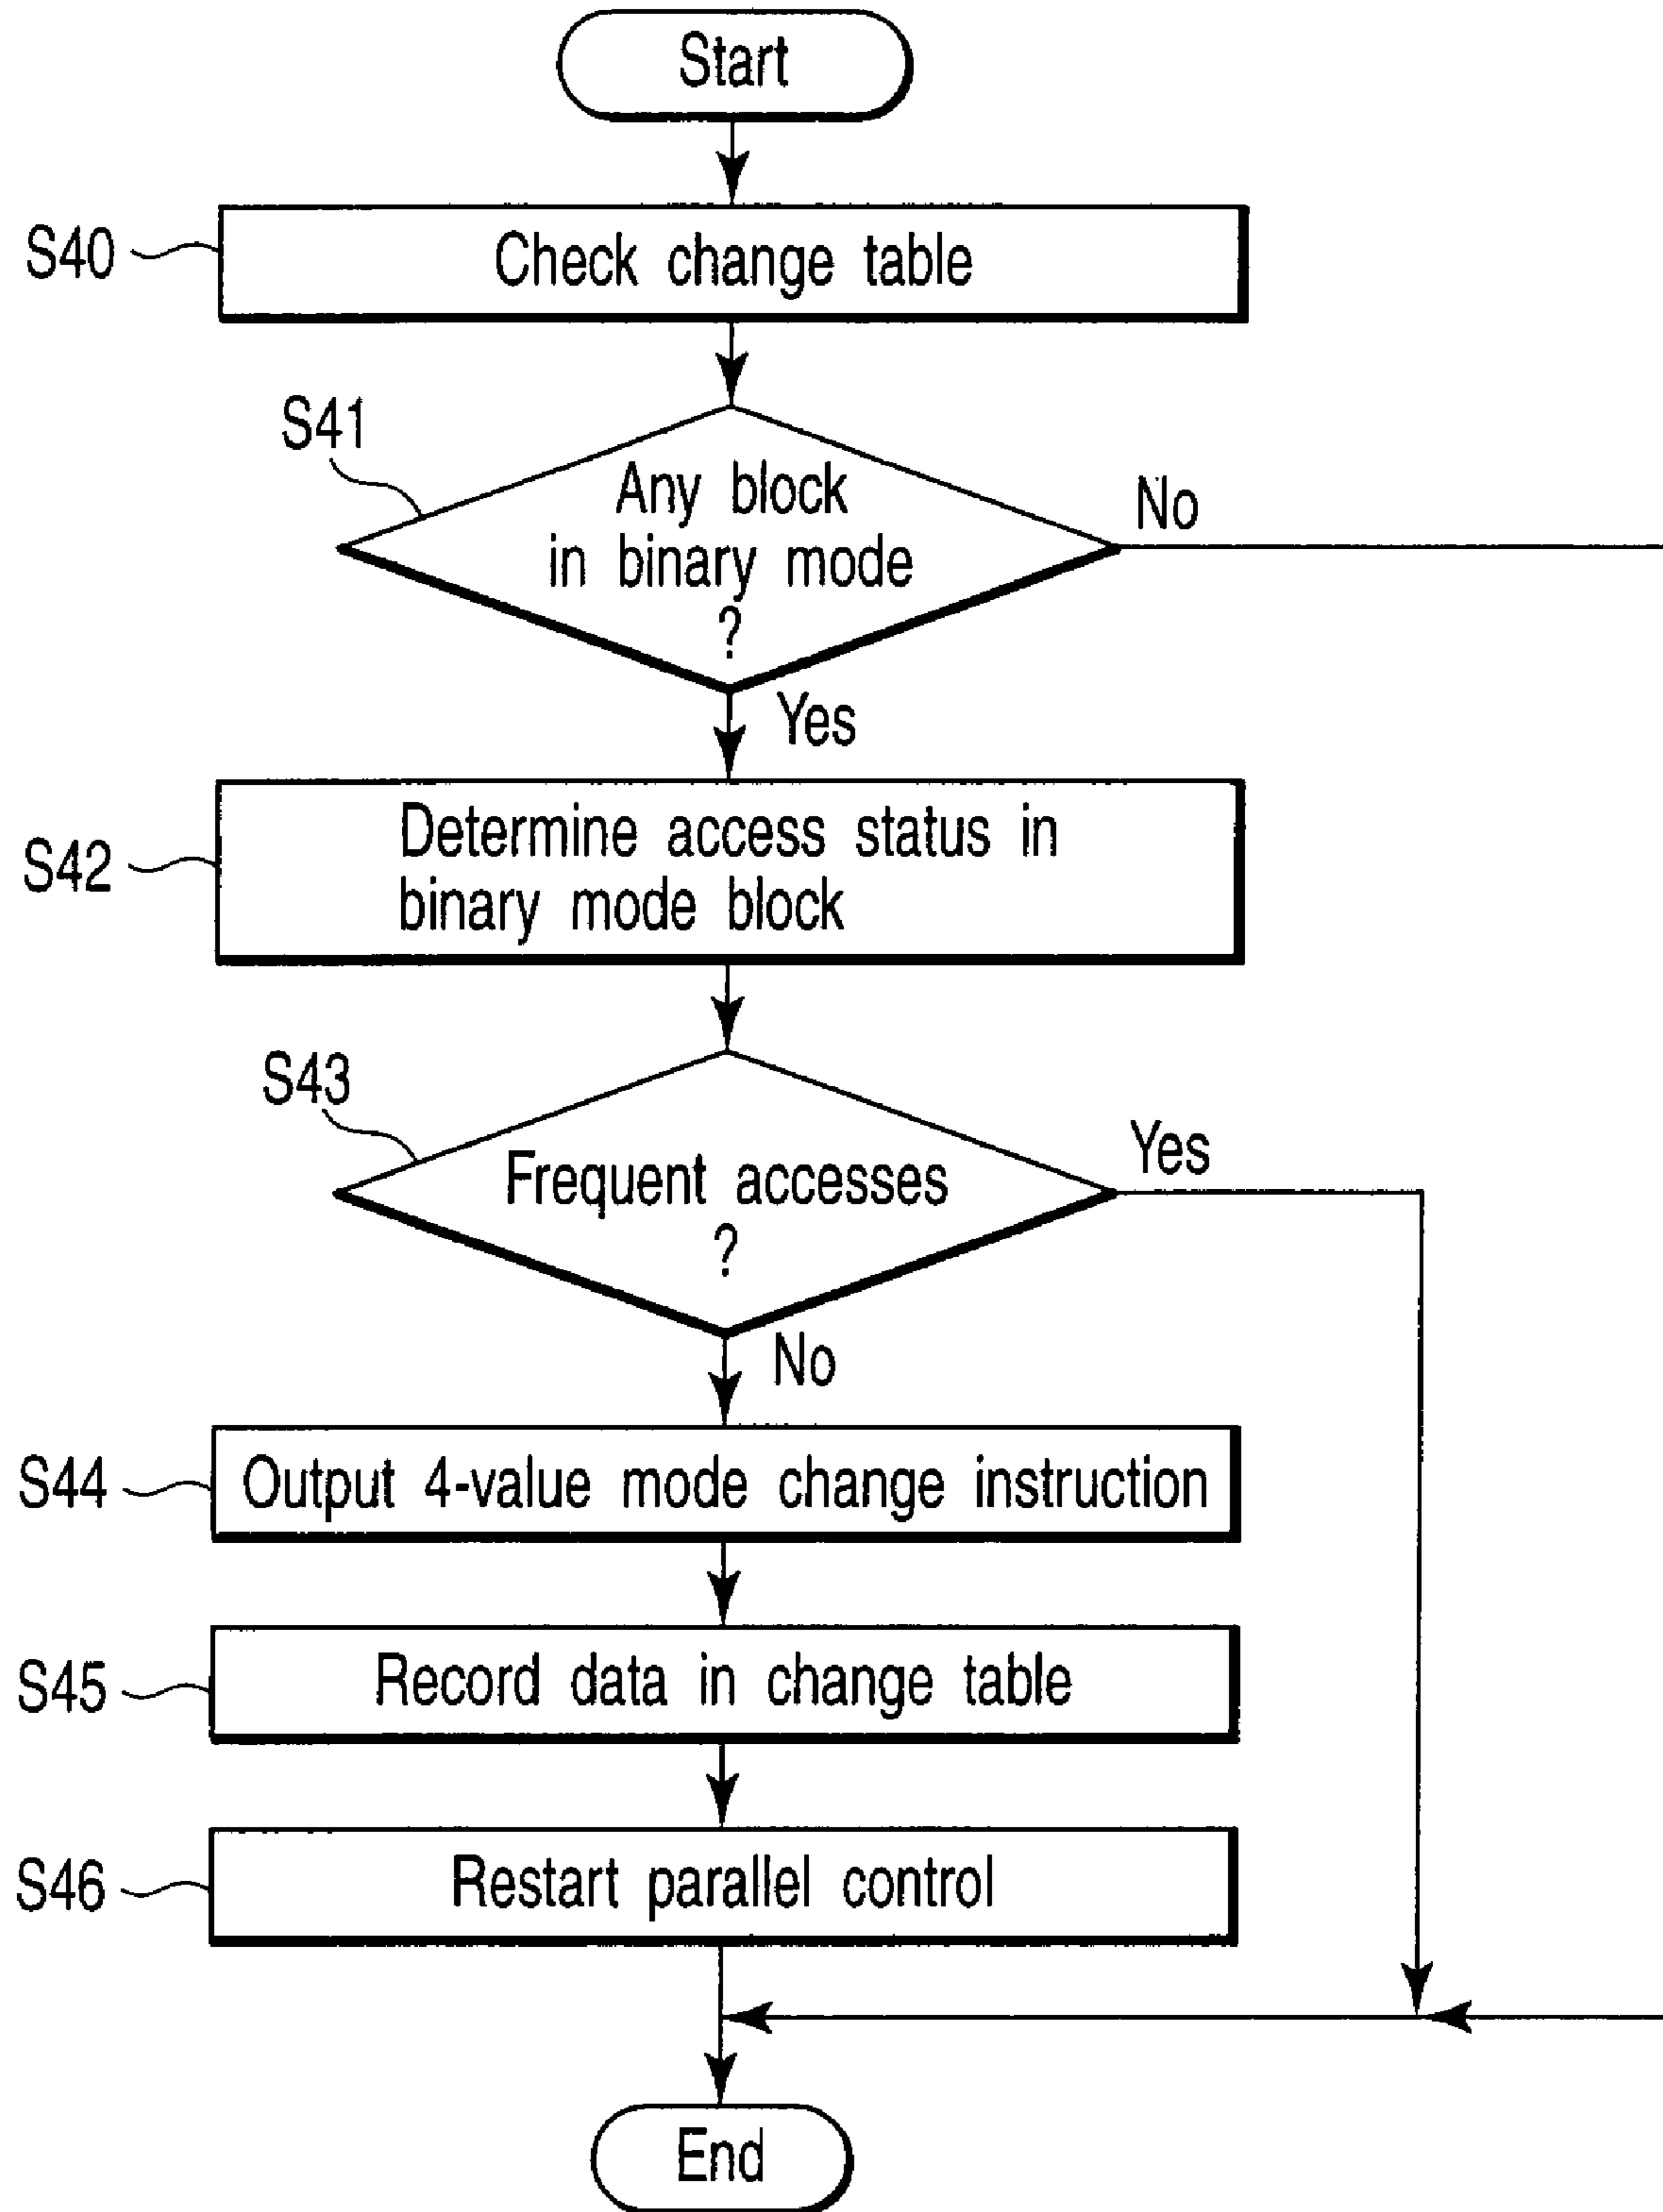 Start
S40
Check change table
S41
Any block
in binary mode
?
No
Yes
S42
Determine access status in
binary mode block
S43
Frequent accesses
?
Yes
No
S44
Output 4-value mode change instruction
S45
Record data in change table
S46
Restart parallel control
End